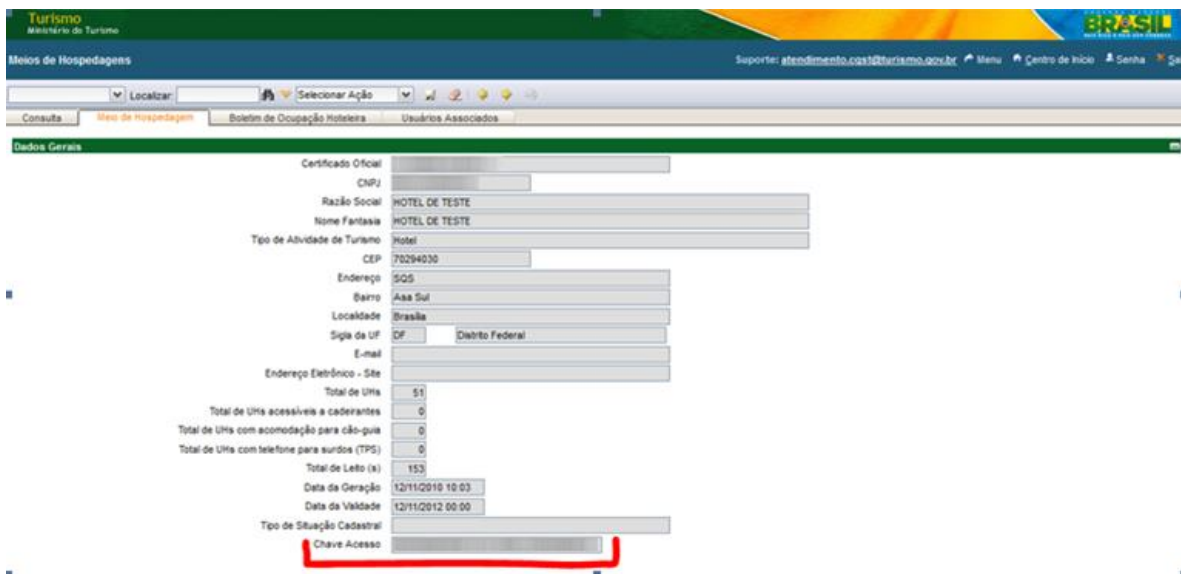 Turismo
Ministério do Turismo
BRASIL
Meios de Hospedagens
Suporte: atendimento.cgst@turismo.gov.br Menu Centro de Início Senha
Localizar: Selecionar Ação
Consulta Meio de Hospedagem Boletim de Ocupação Hoteleira Usuários Associados
Dados Gerais
Certificado Oficial
CNPJ
Razão Social HOTEL DE TESTE
Nome Fantasia HOTEL DE TESTE
Tipo de Atividade de Turismo Hotel
CEP 70294030
Endereço SQS
Bairro Asa Sul
Localidade Brasília
Sigla da UF DF Distrito Federal
E-mail
Endereço Eletrônico - Site
Total de UHs 51
Total de UHs acessíveis a cadeirantes 0
Total de UHs com acomodação para cão-guia 0
Total de UHs com telefone para surdos (TPS) 0
Total de Leito (s) 153
Data da Geração 12/11/2010 10:03
Data da Validade 12/11/2012 00:00
Tipo de Situação Cadastral
Chave Acesso